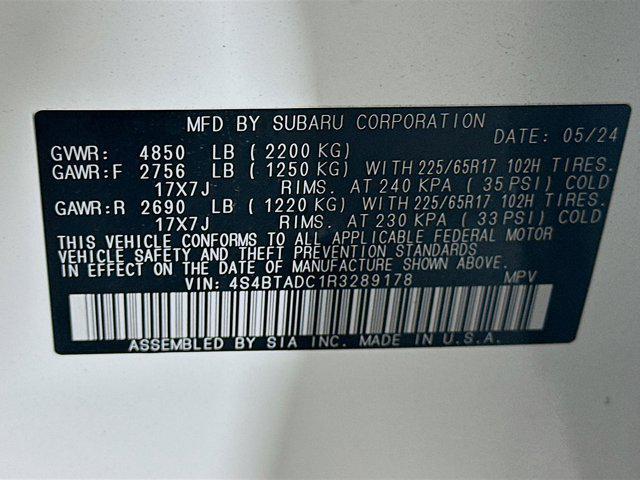 MFD BY SUBARU CORPORATION
DATE: 05/24
GVWR: 4850 LB (2200 KG)
GAWR:F 2756 LB (1250 KG) WITH 225/65R17 102H TIRES.
17X7J RIMS. AT 240 KPA (35 PSI) COLD
GAWR:R 2690 LB (1220 KG) WITH 225/65R17 102H TIRES.
17X7J RIMS. AT 230 KPA (33 PSI) COLD
THIS VEHICLE CONFORMS TO ALL APPLICABLE FEDERAL MOTOR
VEHICLE SAFETY AND THEFT PREVENTION STANDARDS IN EFFECT
ON THE DATE OF MANUFACTURE SHOWN ABOVE.
VIN: 4S4BTADC1R3289178 MPV
ASSEMBLED BY SIA INC. MADE IN U.S.A.